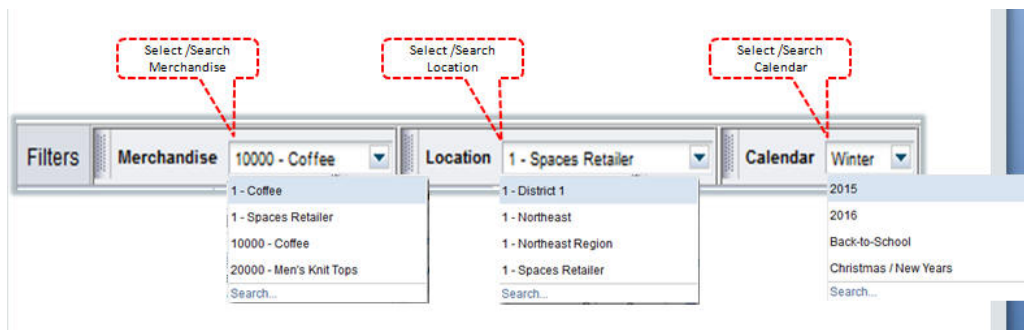 Select /Search
Merchandise
Select /Search
Location
Select /Search
Calendar
Filters Merchandise 10000 - Coffee Location 1 - Spaces Retailer Calendar Winter
1 - Coffee
1 - Spaces Retailer
10000 - Coffee
20000 - Men's Knit Tops
Search...
1 - District 1
1 - Northeast
1 - Northeast Region
1 - Spaces Retailer
Search...
2015
2016
Back-to-School
Christmas / New Years
Search...